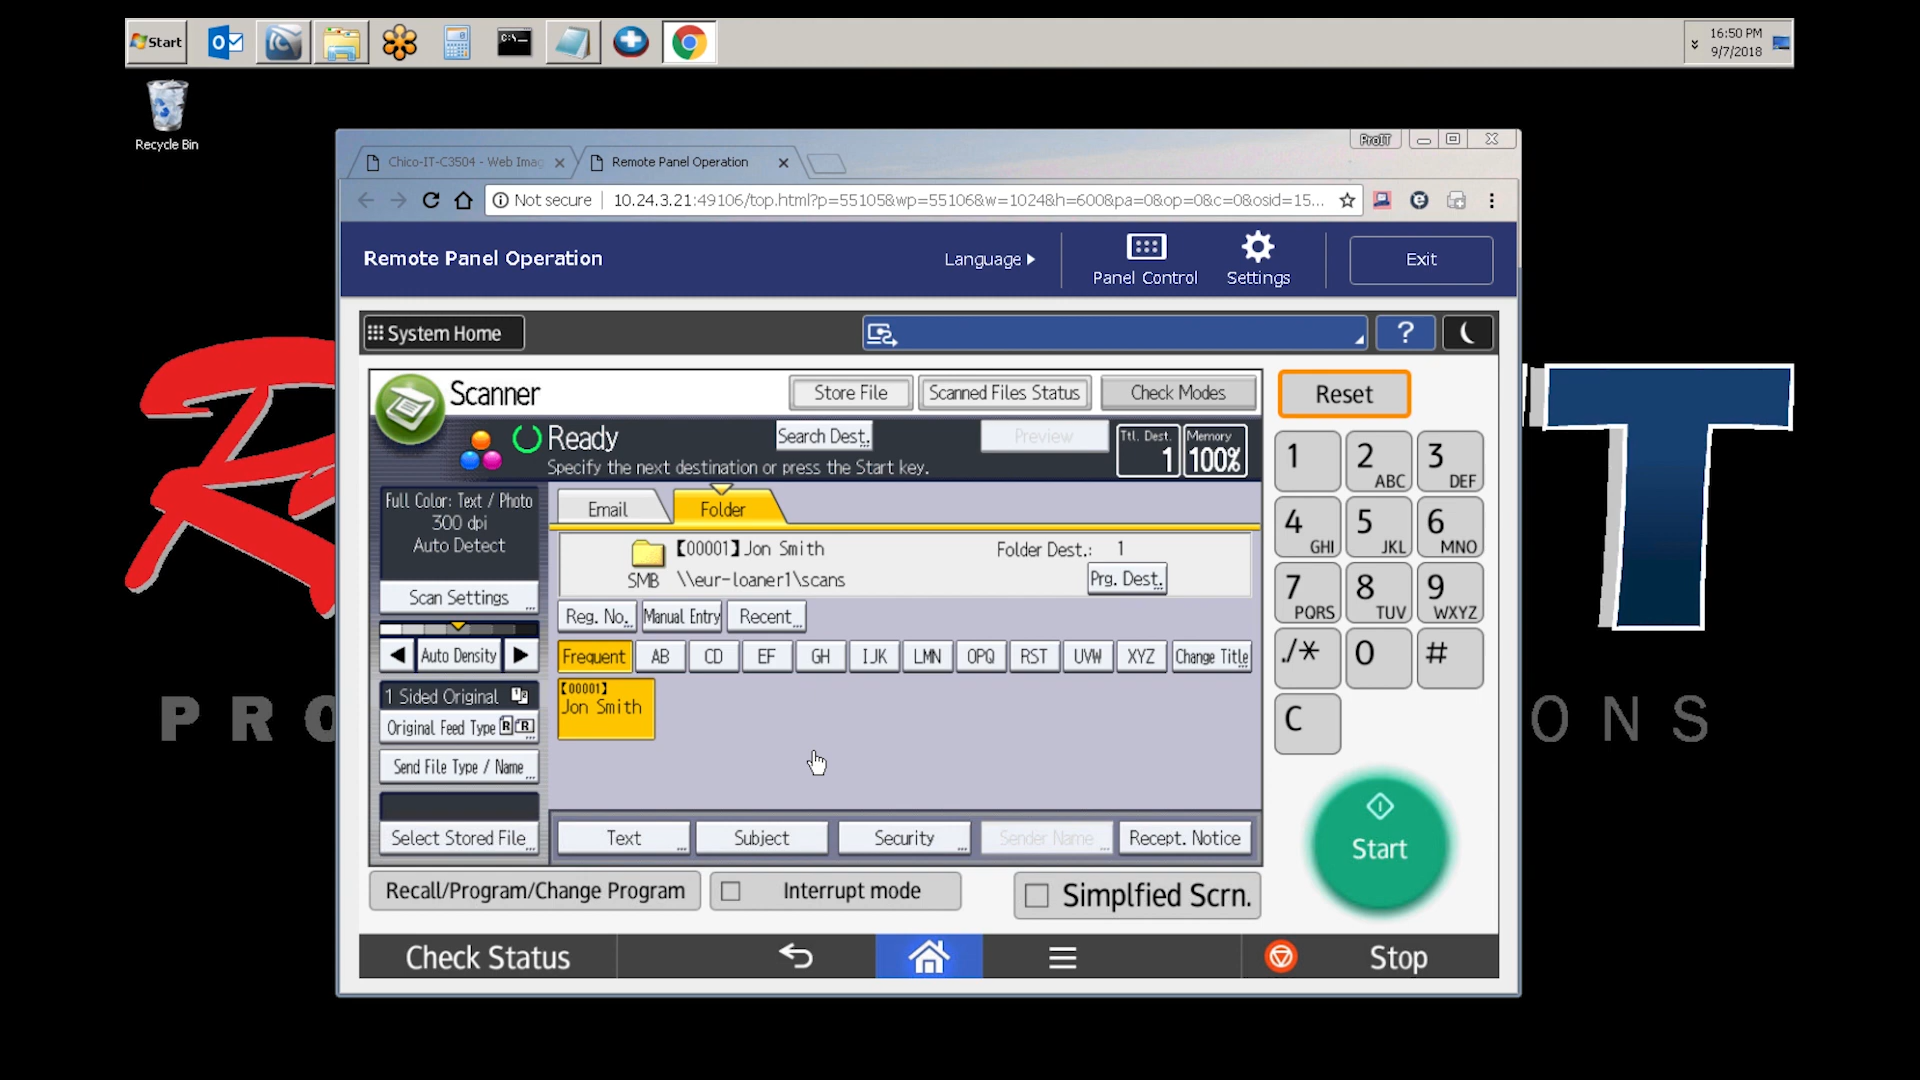 Start
16:50 PM
9/7/2018
Recycle Bin
ProIT
Chico-IT-C3504 - Web Imag
Remote Panel Operation
Not secure
10.24.3.21:49106/top.html?p=55105&wp=55106&w=1024&h=600&pa=0&op=0&c=0&osid=15...
Remote Panel Operation
Language
Panel Control
Settings
Exit
System Home
?
Scanner
Store File
Scanned Files Status
Check Modes
Reset
Ready
Search Dest.
Preview
Ttl. Dest. 1
Memory 100%
Specify the next destination or press the Start key.
Full Color: Text / Photo
300 dpi
Auto Detect
Scan Settings
Auto Density
1 Sided Original
Original Feed Type
Send File Type / Name
Select Stored File
Email
Folder
【00001】Jon Smith
Folder Dest.: 1
SMB \\eur-loaner1\scans
Prg. Dest.
Reg. No.
Manual Entry
Recent
Frequent
AB
CD
EF
GH
IJK
LMN
OPQ
RST
UVW
XYZ
Change Title
【00001】
Jon Smith
Text
Subject
Security
Sender Name
Recept. Notice
1
2 ABC
3 DEF
4 GHI
5 JKL
6 MNO
7 PQRS
8 TUV
9 WXYZ
./*
0
#
C
Start
Recall/Program/Change Program
Interrupt mode
Simplfied Scrn.
Check Status
Stop